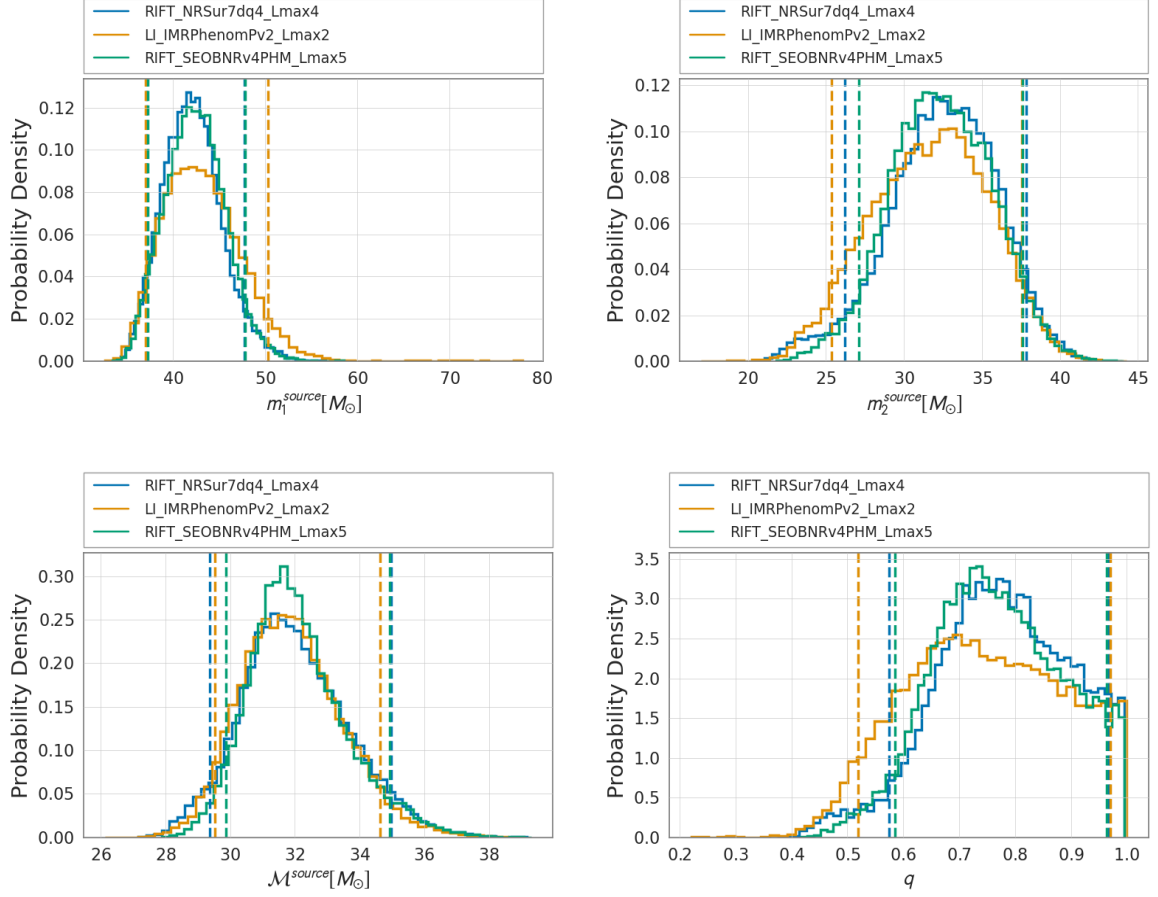 RIFT_NRSur7dq4_Lmax4
LI_IMRPhenomPv2_Lmax2
RIFT_SEOBNRv4PHM_Lmax5
0.12
0.10
0.08
0.06
0.04
0.02
0.00
Probability Density
40 50 60 70 80
m₁^source[M⊙]
RIFT_NRSur7dq4_Lmax4
LI_IMRPhenomPv2_Lmax2
RIFT_SEOBNRv4PHM_Lmax5
0.12
0.10
0.08
0.06
0.04
0.02
0.00
Probability Density
20 25 30 35 40 45
m₂^source[M⊙]
RIFT_NRSur7dq4_Lmax4
LI_IMRPhenomPv2_Lmax2
RIFT_SEOBNRv4PHM_Lmax5
0.30
0.25
0.20
0.15
0.10
0.05
0.00
Probability Density
26 28 30 32 34 36 38
ℳ^source[M⊙]
RIFT_NRSur7dq4_Lmax4
LI_IMRPhenomPv2_Lmax2
RIFT_SEOBNRv4PHM_Lmax5
3.5
3.0
2.5
2.0
1.5
1.0
0.5
0.0
Probability Density
0.2 0.3 0.4 0.5 0.6 0.7 0.8 0.9 1.0
q